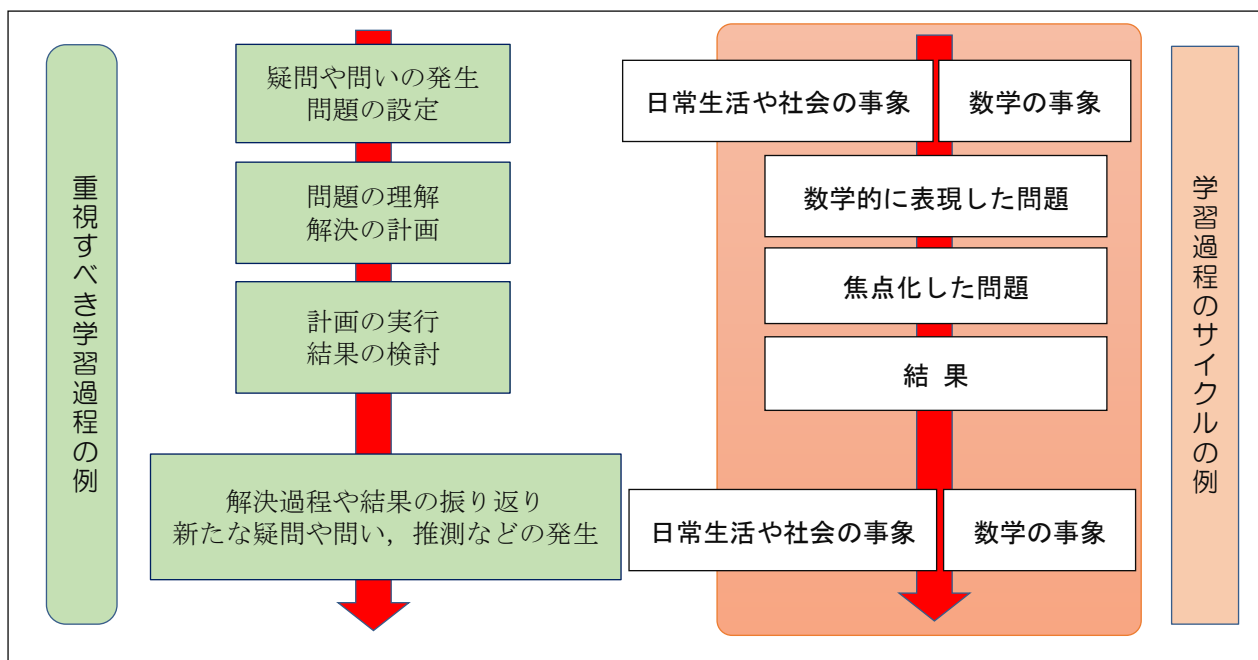 重視すべき学習過程の例
疑問や問いの発生
問題の設定
問題の理解
解決の計画
計画の実行
結果の検討
解決過程や結果の振り返り
新たな疑問や問い，推測などの発生
日常生活や社会の事象
数学の事象
数学的に表現した問題
焦点化した問題
結 果
日常生活や社会の事象
数学の事象
学習過程のサイクルの例